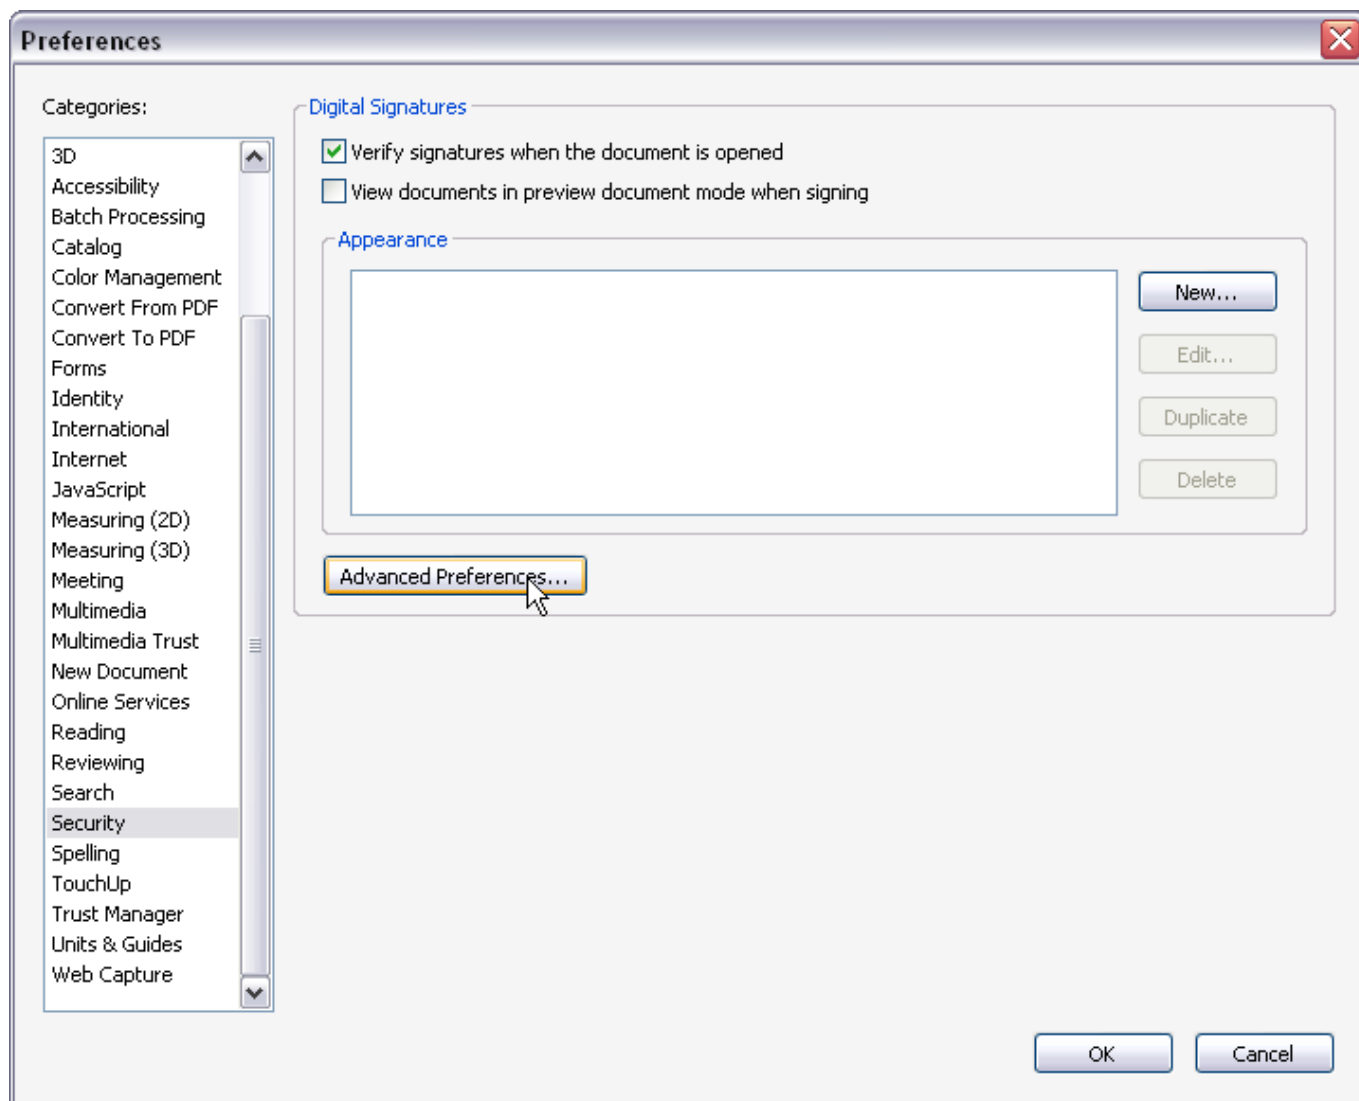 Preferences
Categories:
3D
Accessibility
Batch Processing
Catalog
Color Management
Convert From PDF
Convert To PDF
Forms
Identity
International
Internet
JavaScript
Measuring (2D)
Measuring (3D)
Meeting
Multimedia
Multimedia Trust
New Document
Online Services
Reading
Reviewing
Search
Security
Spelling
TouchUp
Trust Manager
Units & Guides
Web Capture
Digital Signatures
Verify signatures when the document is opened
View documents in preview document mode when signing
Appearance
New...
Edit...
Duplicate
Delete
Advanced Preferences...
OK
Cancel